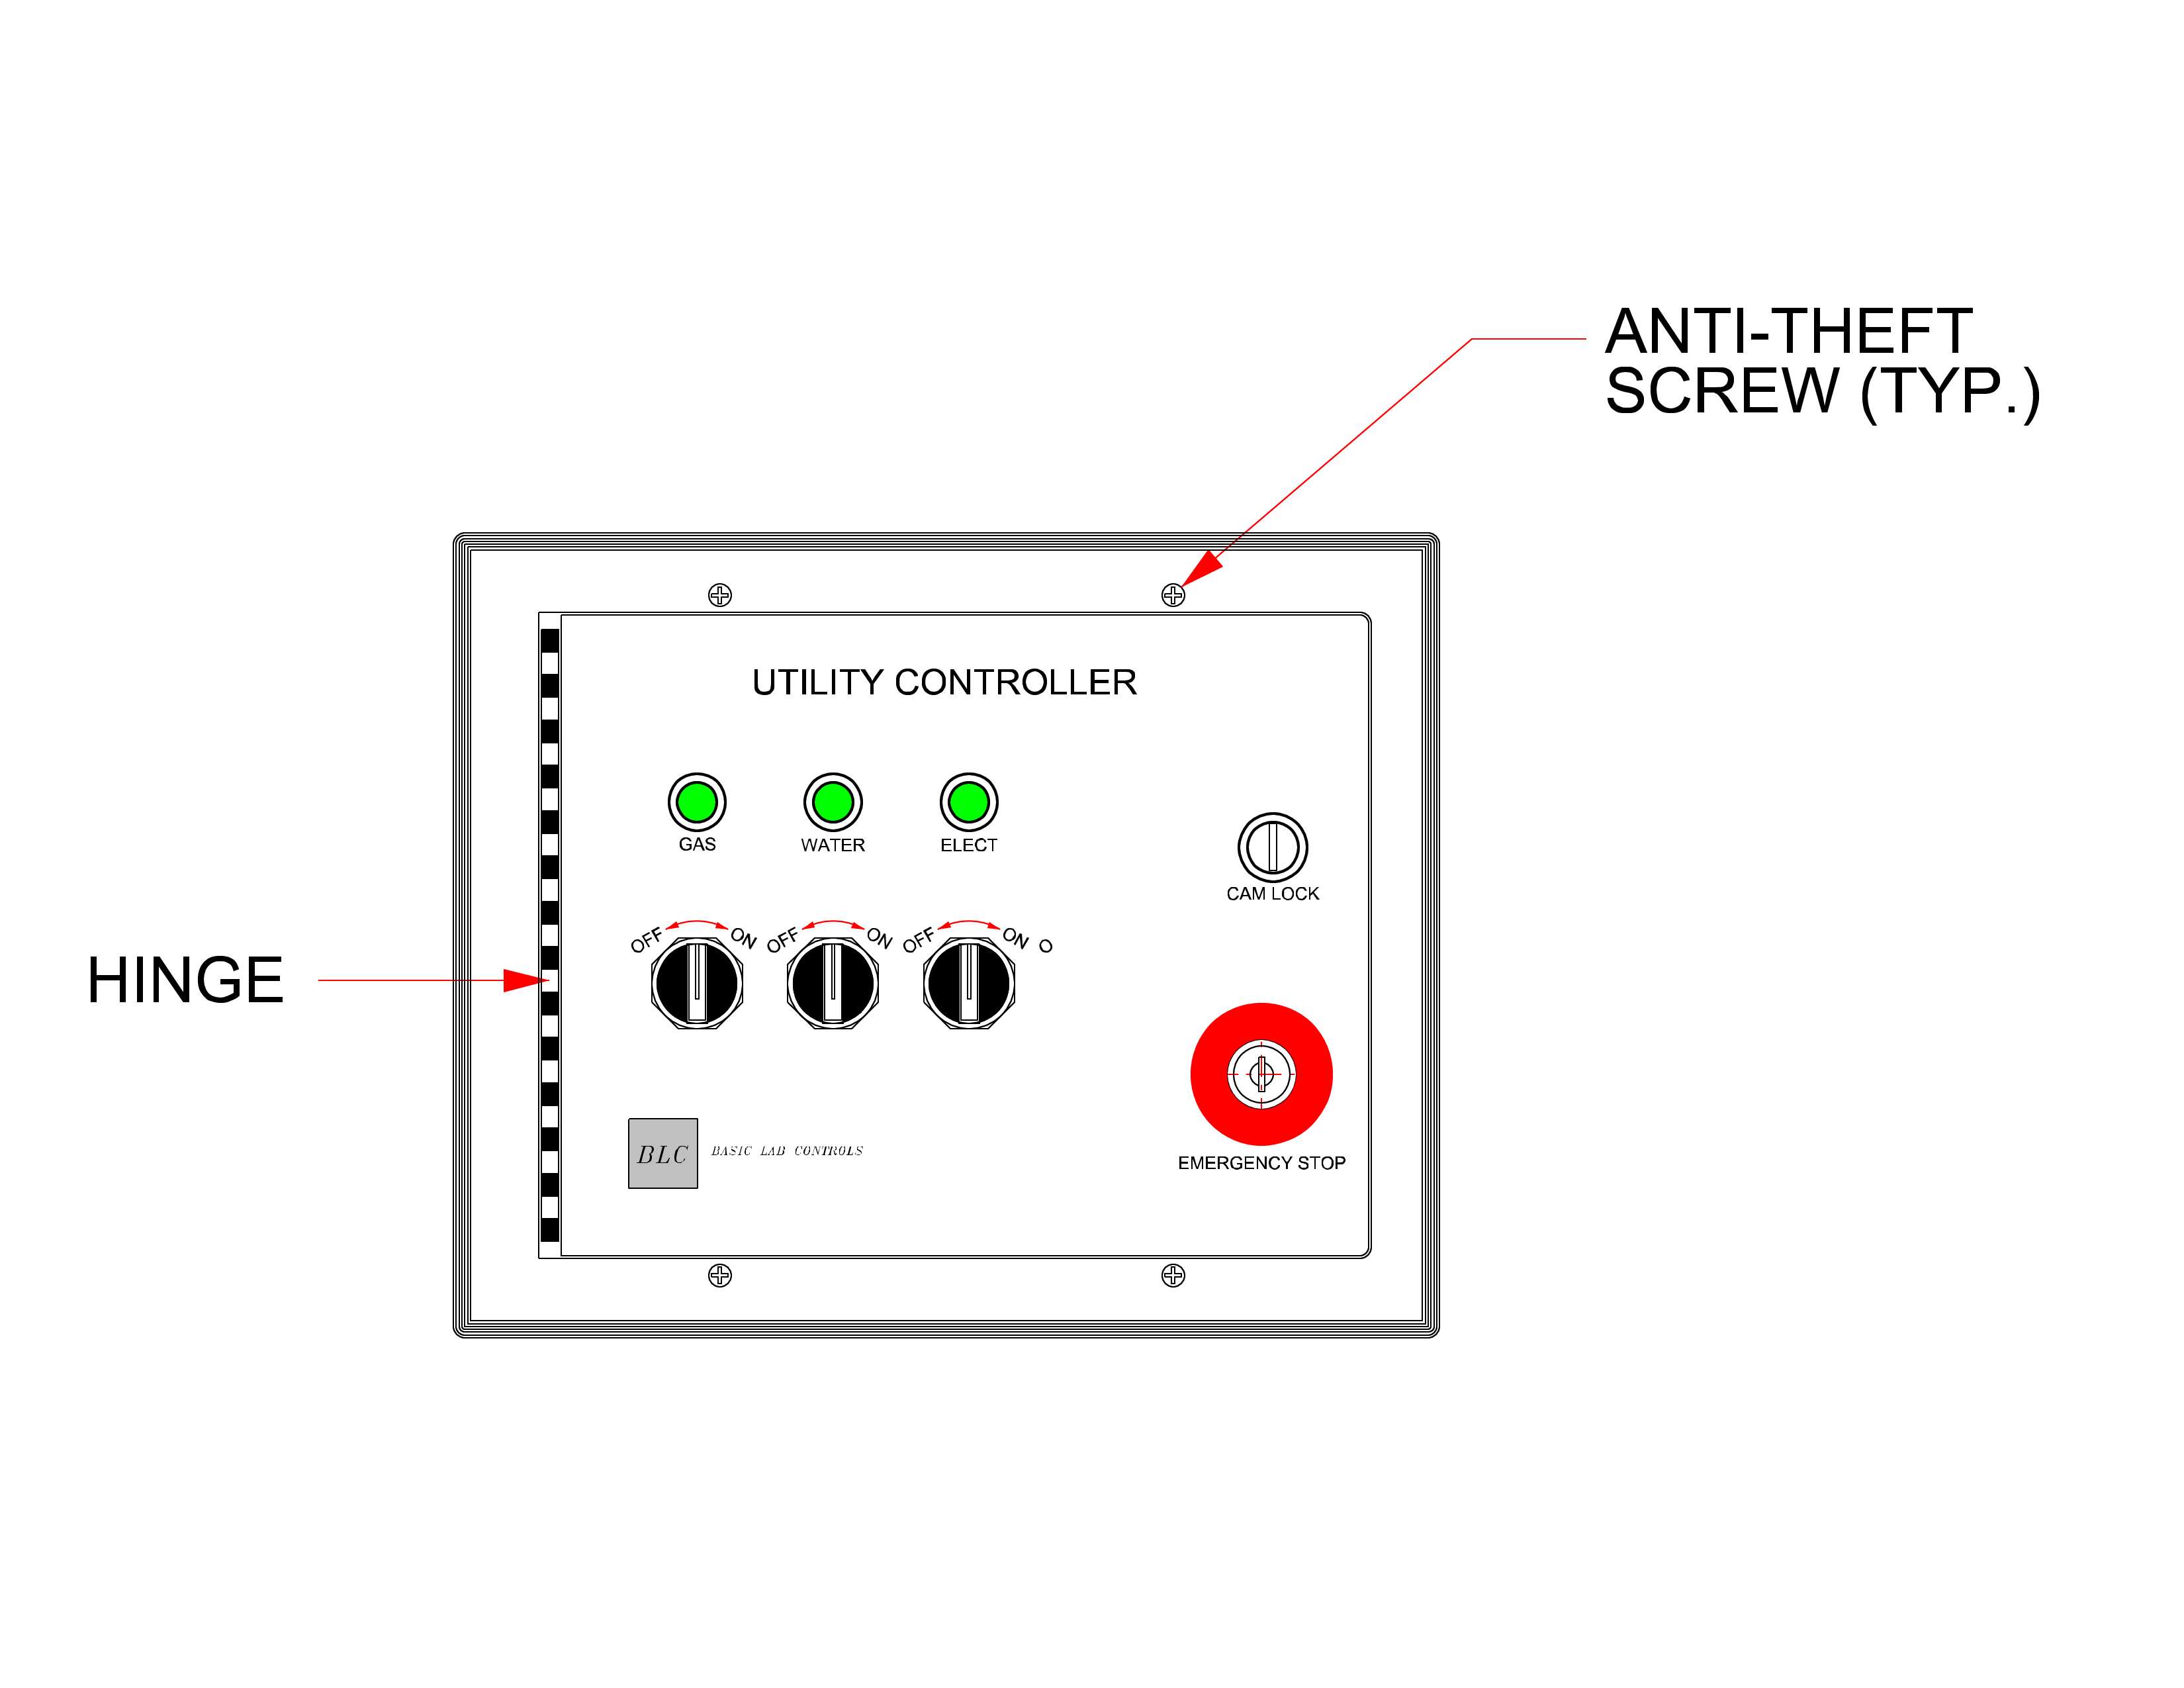 ANTI-THEFT
SCREW (TYP.)
UTILITY CONTROLLER
GAS WATER ELECT
CAM LOCK
OFF ON OFF ON OFF ON O
HINGE
BLC BASIC LAB CONTROLS
EMERGENCY STOP